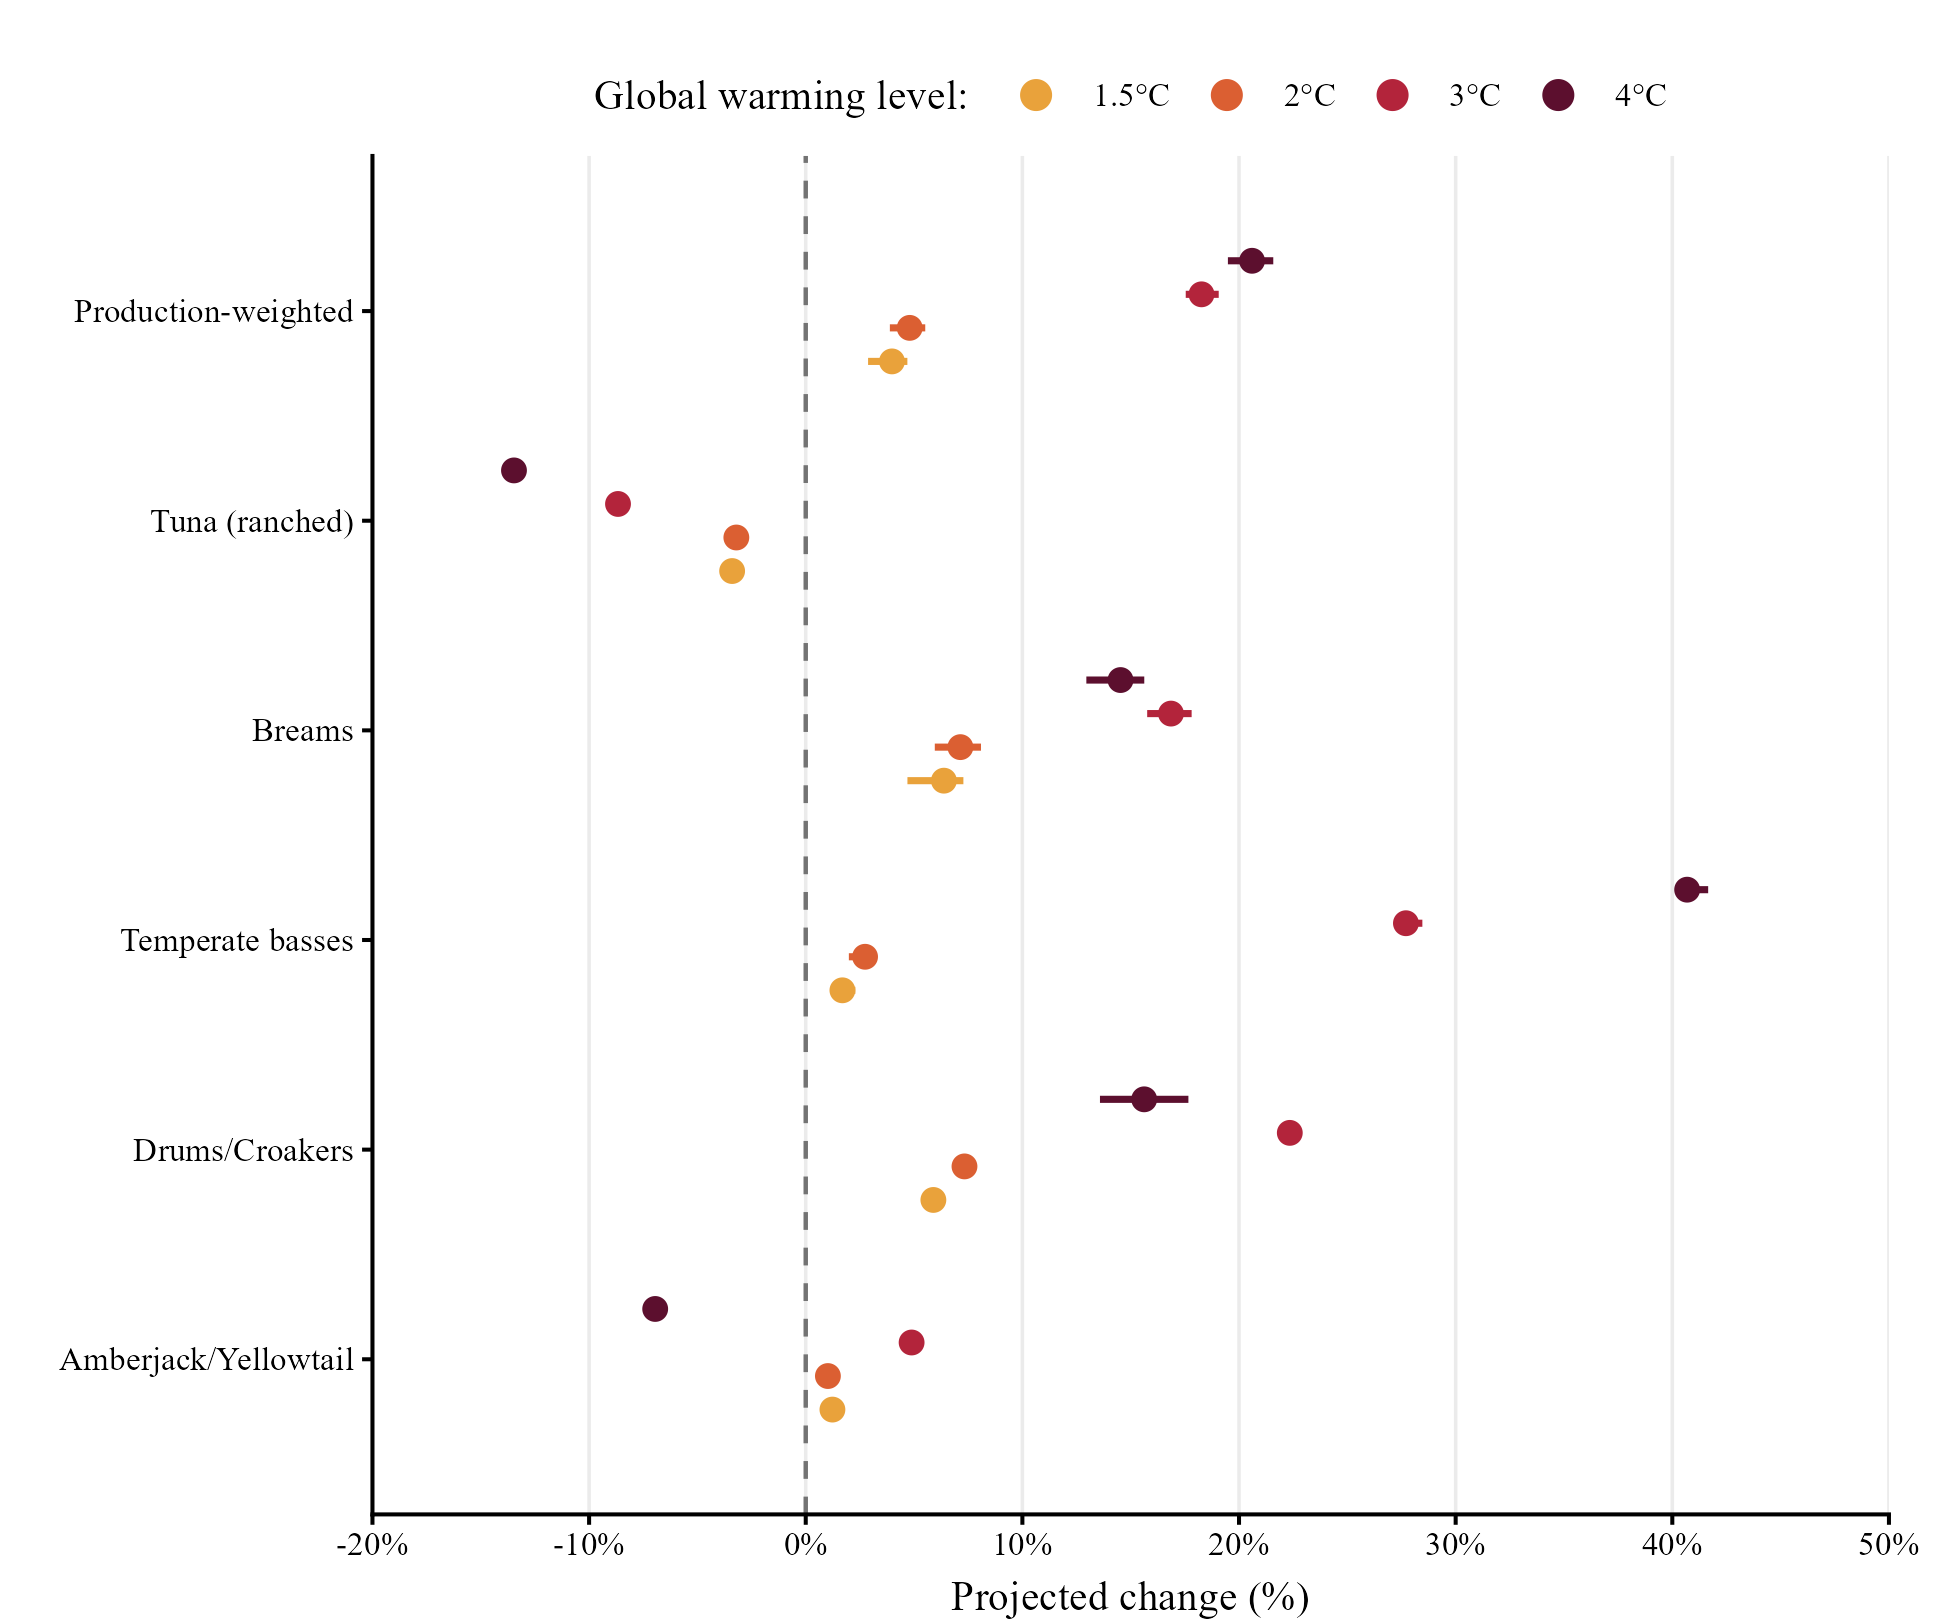 Global warming level: 1.5°C 2°C 3°C 4°C
Production-weighted
Tuna (ranched)
Breams
Temperate basses
Drums/Croakers
Amberjack/Yellowtail
-20% -10% 0% 10% 20% 30% 40% 50%
Projected change (%)